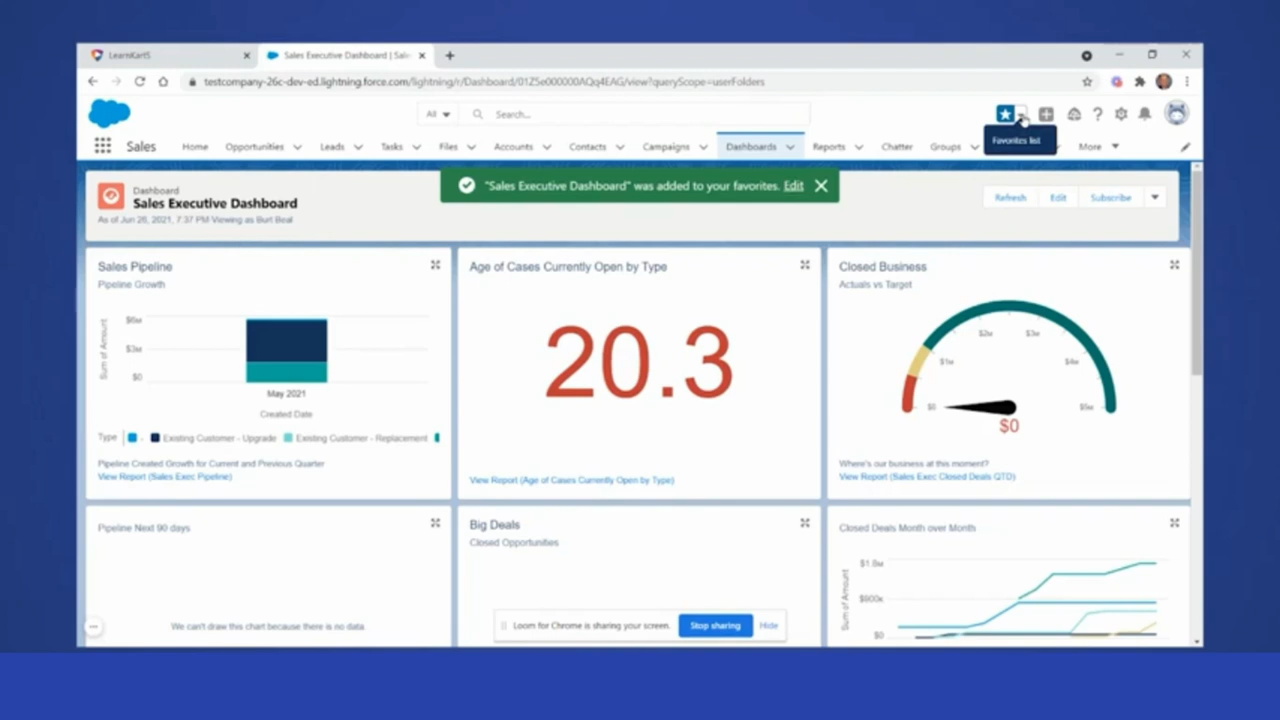 LearnKartS
Sales Executive Dashboard | Sale
testcompany-26c-dev-ed.lightning.force.com/lightning/r/Dashboard/01Z5e000000AQq4EAG/view?queryScope=userFolders
All
Search...
Favorites list
Sales
Home
Opportunities
Leads
Tasks
Files
Accounts
Contacts
Campaigns
Dashboards
Reports
Chatter
Groups
More
"Sales Executive Dashboard" was added to your favorites. Edit
Dashboard
Sales Executive Dashboard
As of Jun 26, 2021, 7:37 PM Viewing as Burt Beal
Refresh
Edit
Subscribe
Sales Pipeline
Pipeline Growth
Sum of Amount
$6M
$3M
$0
May 2021
Created Date
Type
-
Existing Customer - Upgrade
Existing Customer - Replacement
Pipeline Created Growth for Current and Previous Quarter
View Report (Sales Exec Pipeline)
Age of Cases Currently Open by Type
20.3
View Report (Age of Cases Currently Open by Type)
Closed Business
Actuals vs Target
$0
$1M
$2M
$3M
$4M
$5M
$0
Where's our business at this moment?
View Report (Sales Exec Closed Deals QTD)
Pipeline Next 90 days
We can't draw this chart because there is no data.
Big Deals
Closed Opportunities
Closed Deals Month over Month
Sum of Amount
$1.8M
$900K
$0
Loom for Chrome is sharing your screen.
Stop sharing
Hide